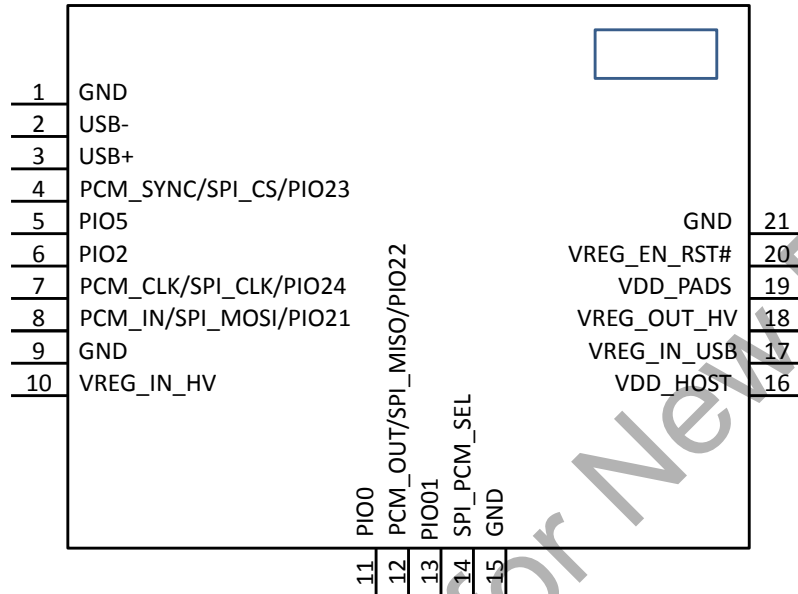 1 GND
2 USB-
3 USB+
4 PCM_SYNC/SPI_CS/PIO23
5 PIO5
6 PIO2
7 PCM_CLK/SPI_CLK/PIO24
8 PCM_IN/SPI_MOSI/PIO21
9 GND
10 VREG_IN_HV
11 PIO0
12 PCM_OUT/SPI_MISO/PIO22
13 PIO01
14 SPI_PCM_SEL
15 GND
GND 21
VREG_EN_RST# 20
VDD_PADS 19
VREG_OUT_HV 18
VREG_IN_USB 17
VDD_HOST 16
for New